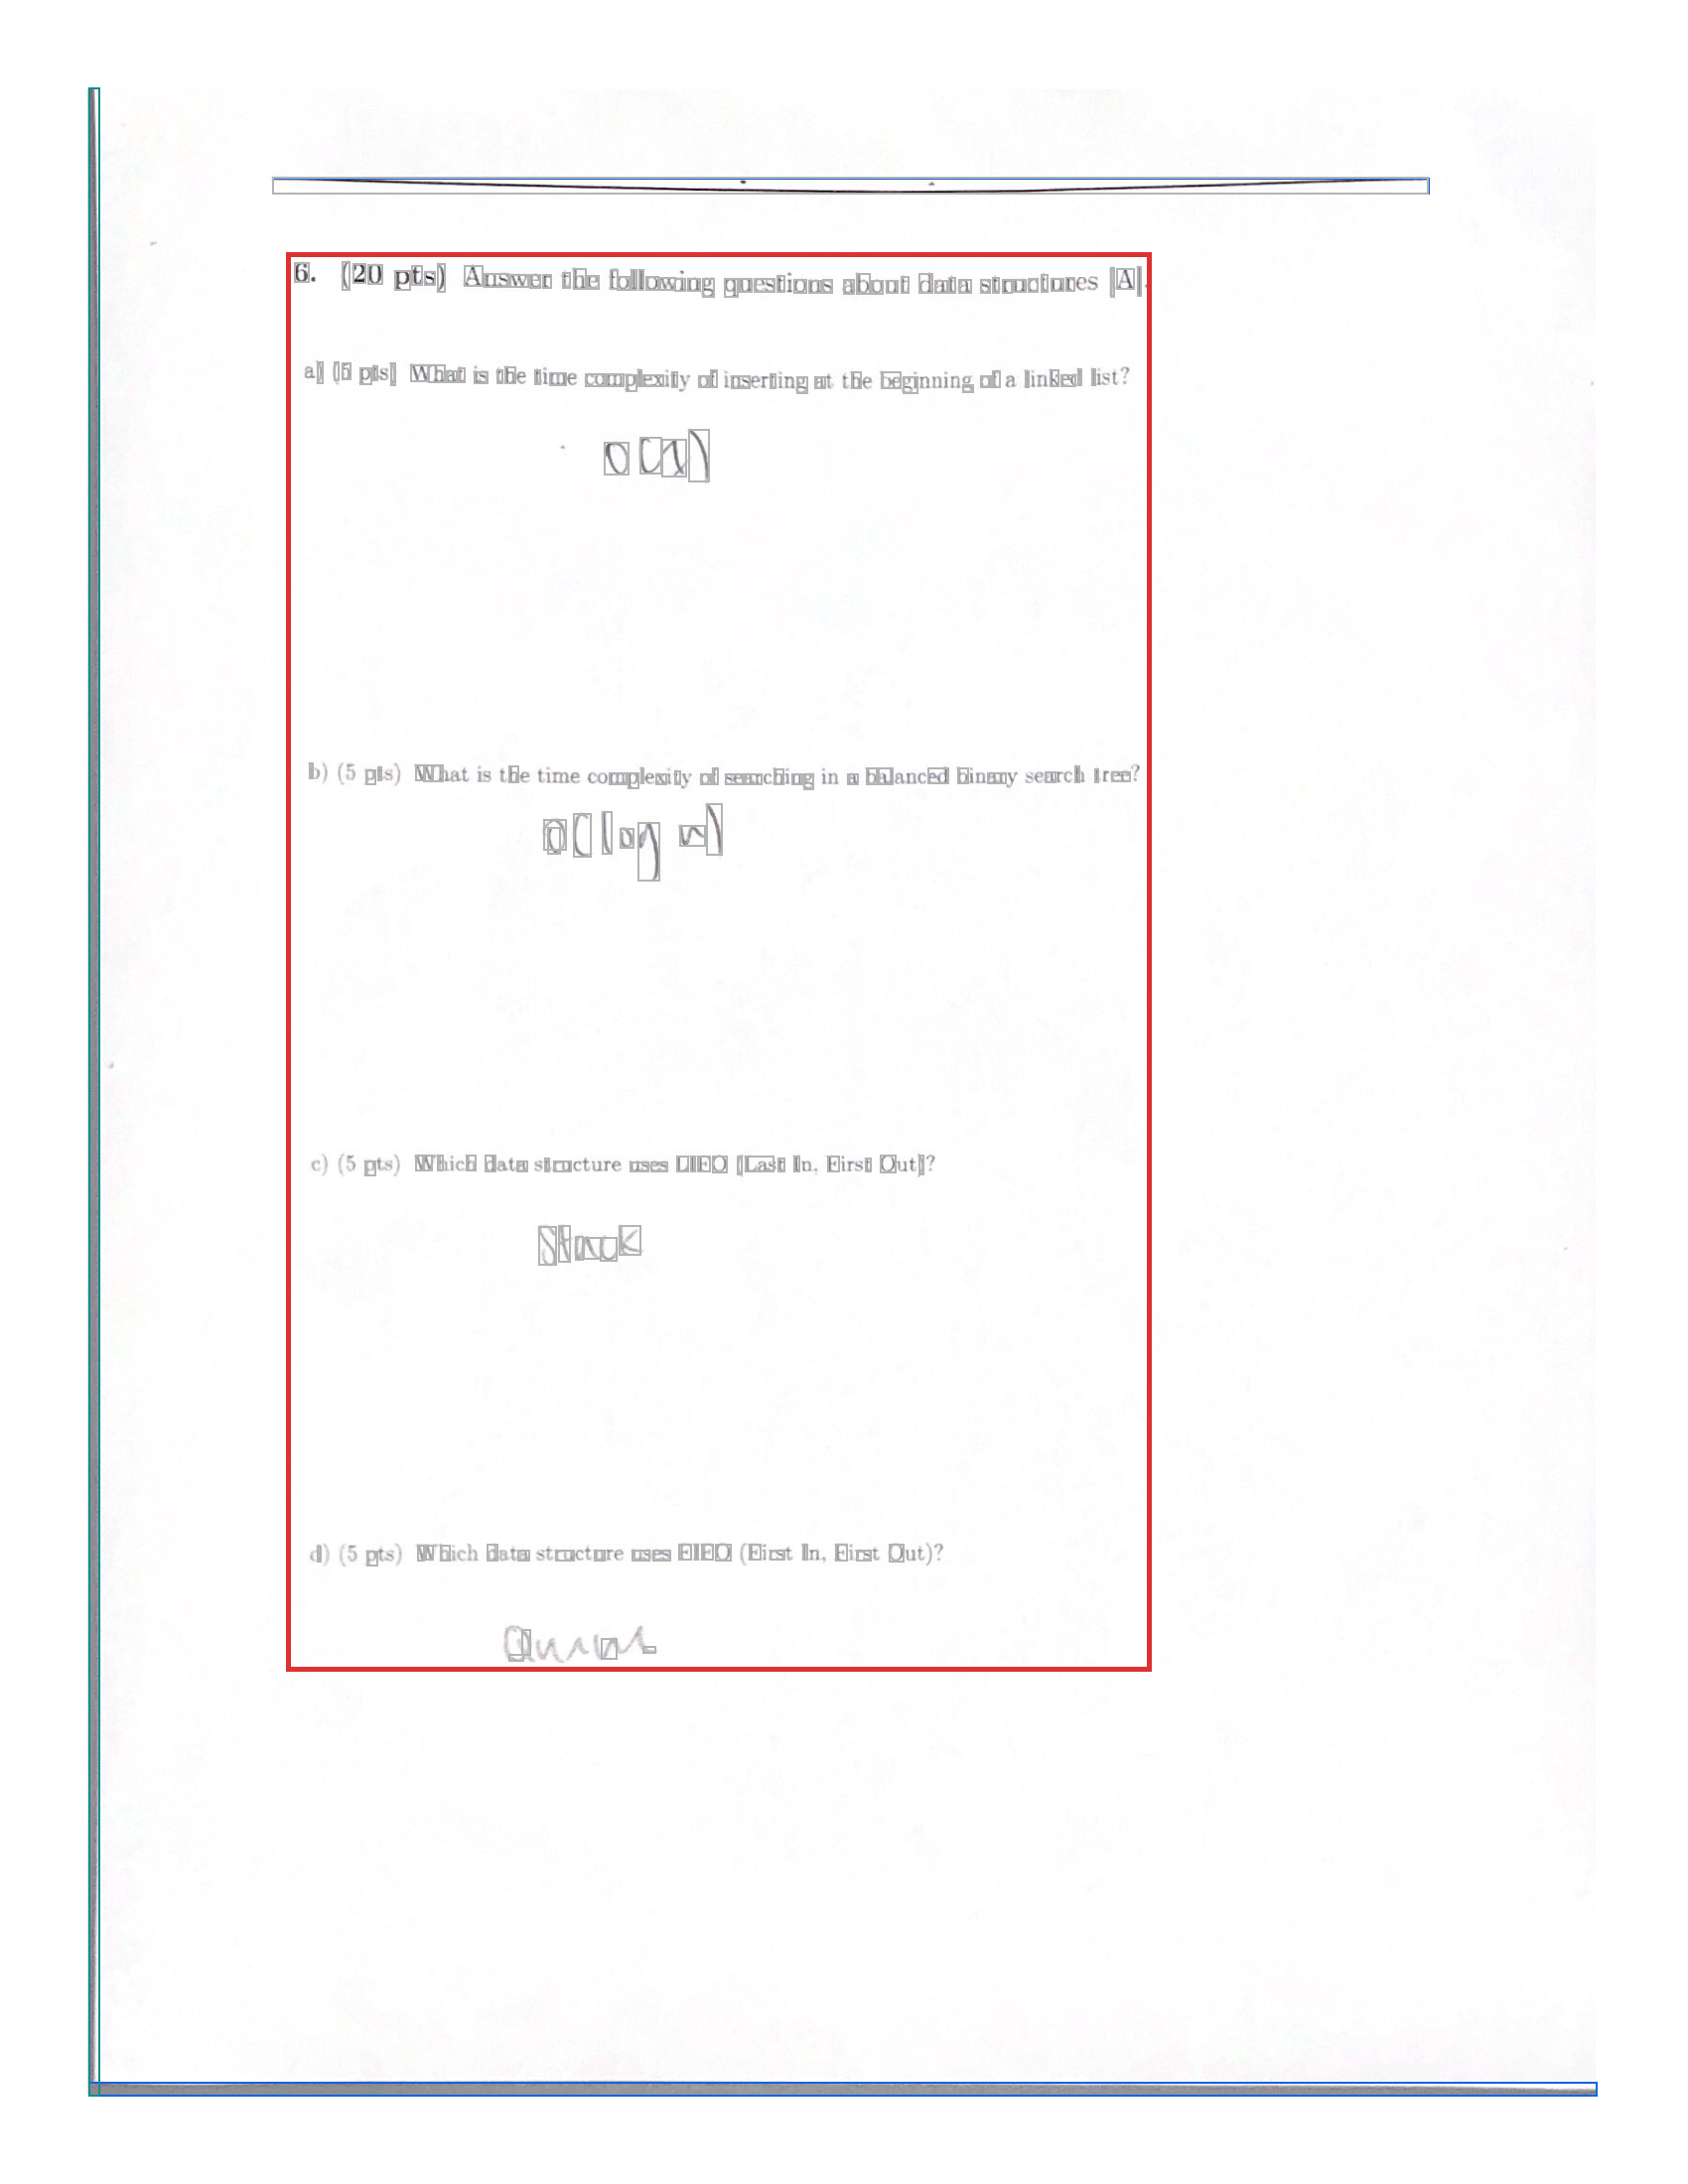 6. (20 pts) Answer the following questions about data structures [A].
a) (5 pts) What is the time complexity of inserting at the beginning of a linked list?
O(1)
b) (5 pts) What is the time complexity of searching in a balanced binary search tree?
O(log n)
c) (5 pts) Which data structure uses LIFO (Last In, First Out)?
Stack
d) (5 pts) Which data structure uses FIFO (First In, First Out)?